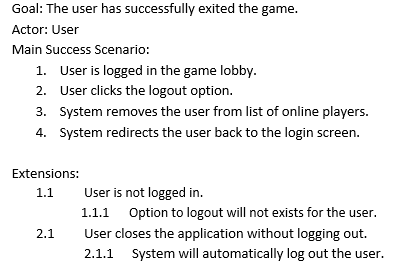 Goal: The user has successfully exited the game.
Actor: User
Main Success Scenario:
1. User is logged in the game lobby.
2. User clicks the logout option.
3. System removes the user from list of online players.
4. System redirects the user back to the login screen.
Extensions:
1.1 User is not logged in.
1.1.1 Option to logout will not exists for the user.
2.1 User closes the application without logging out.
2.1.1 System will automatically log out the user.